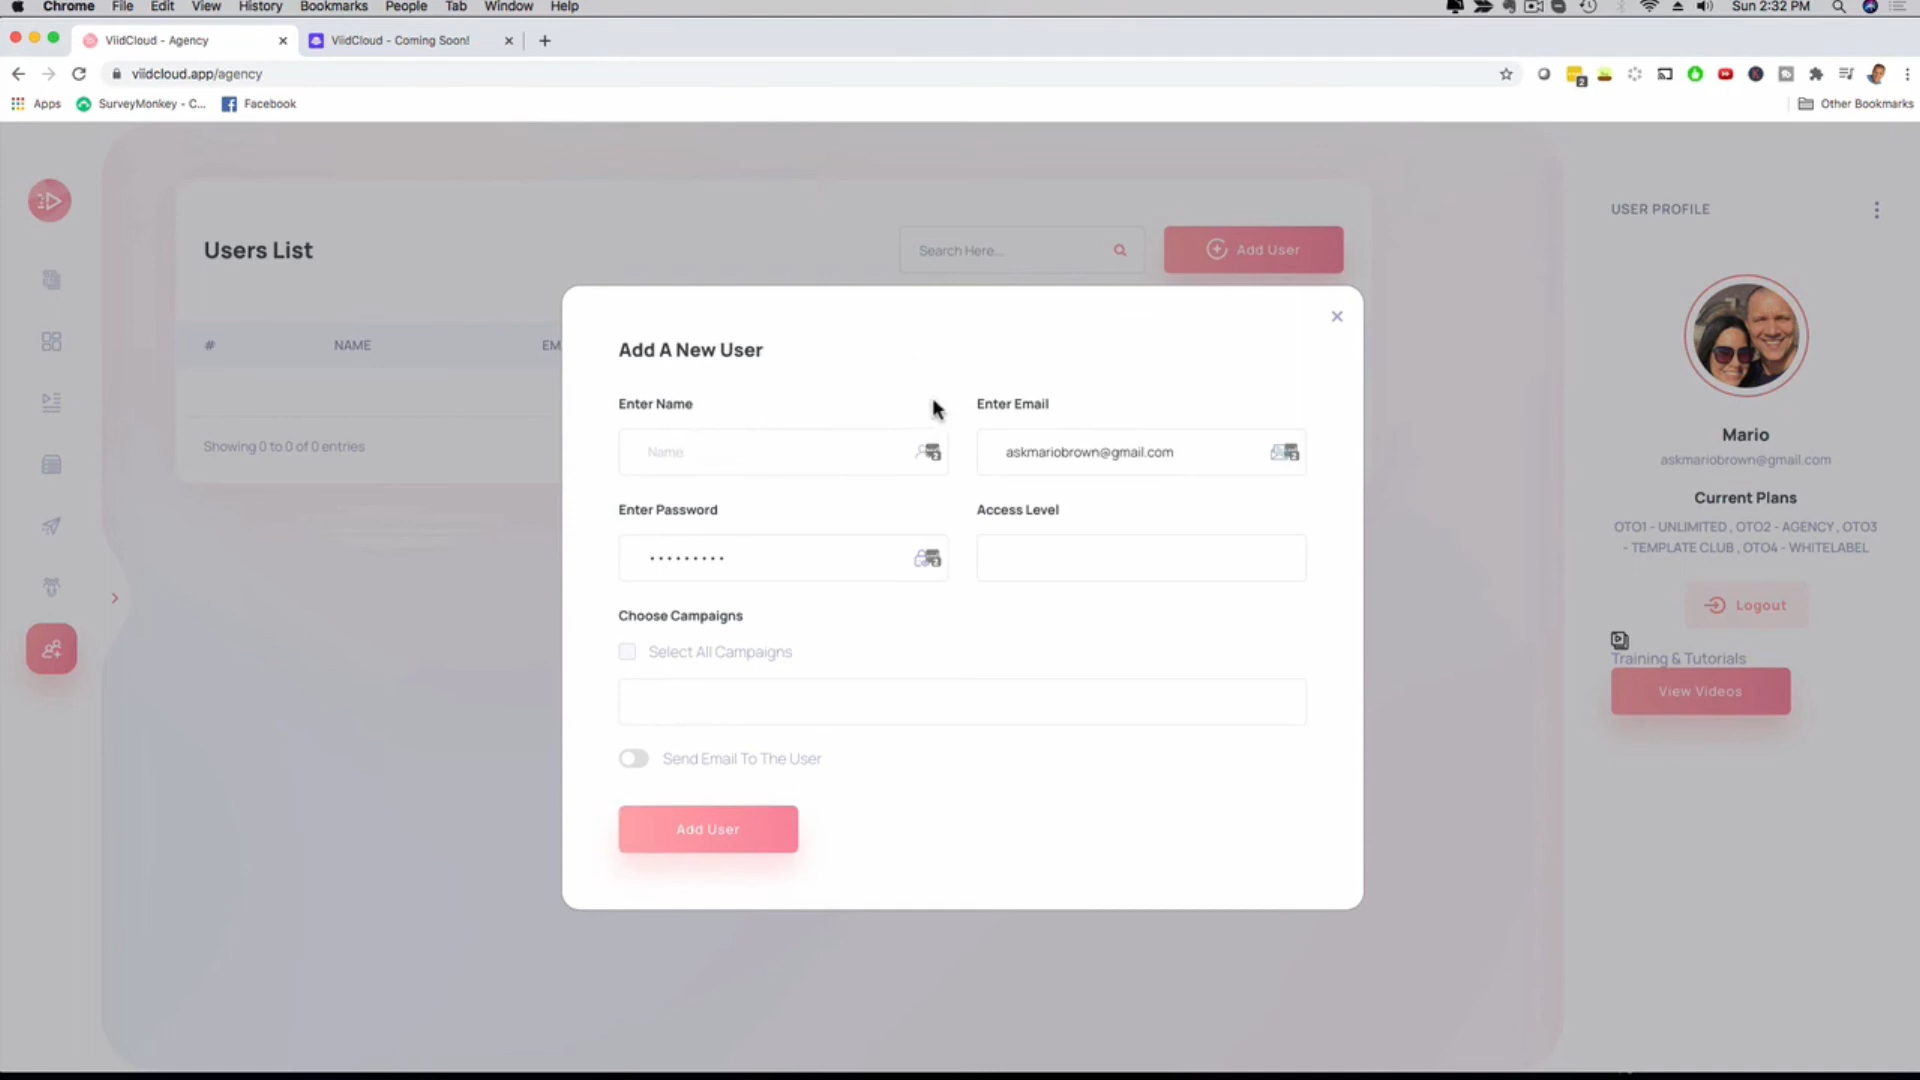 Chrome File Edit View History Bookmarks People Tab Window Help Sun 2:32 PM
ViidCloud - Agency ViidCloud - Coming Soon!
viidcloud.app/agency
Apps SurveyMonkey - C... Facebook Other Bookmarks
Users List
Search Here...
Add User
USER PROFILE
# NAME EM
Showing 0 to 0 of 0 entries
Add A New User
Enter Name
Enter Email
Name
askmariobrown@gmail.com
Enter Password
Access Level
•••••••••
Choose Campaigns
Select All Campaigns
Send Email To The User
Add User
Mario
askmariobrown@gmail.com
Current Plans
OTO1 - UNLIMITED , OTO2 - AGENCY , OTO3
- TEMPLATE CLUB , OTO4 - WHITELABEL
Logout
Training & Tutorials
View Videos